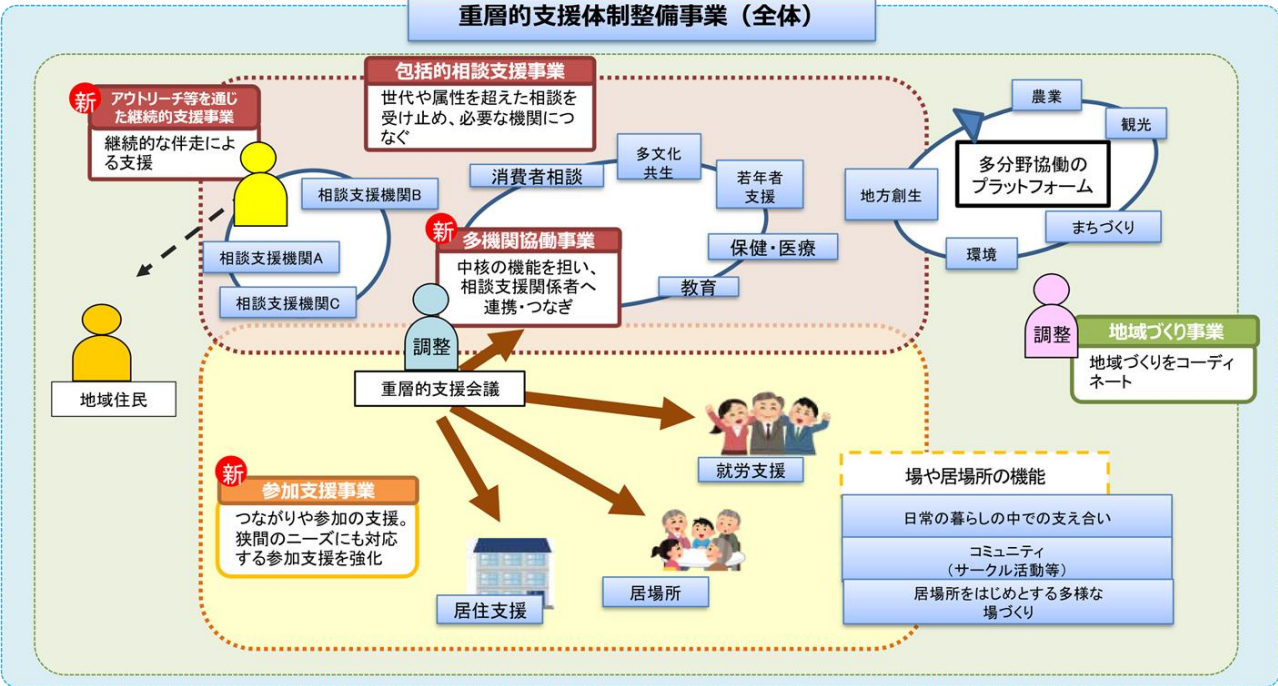 重層的支援体制整備事業（全体）
新
アウトリーチ等を通じ
た継続的支援事業
継続的な伴走によ
る支援
包括的相談支援事業
世代や属性を超えた相談を
受け止め、必要な機関につ
なぐ
相談支援機関B
相談支援機関A
相談支援機関C
消費者相談
多文化
共生
若年者
支援
保健・医療
教育
新
多機関協働事業
中核の機能を担い、
相談支援関係者へ
連携・つなぎ
調整
重層的支援会議
農業
観光
地方創生
多分野協働の
プラットフォーム
まちづくり
環境
調整
地域づくり事業
地域づくりをコーディ
ネート
地域住民
新
参加支援事業
つながりや参加の支援。
狭間のニーズにも対応
する参加支援を強化
就労支援
居場所
居住支援
場や居場所の機能
日常の暮らしの中での支え合い
コミュニティ
（サークル活動等）
居場所をはじめとする多様な
場づくり